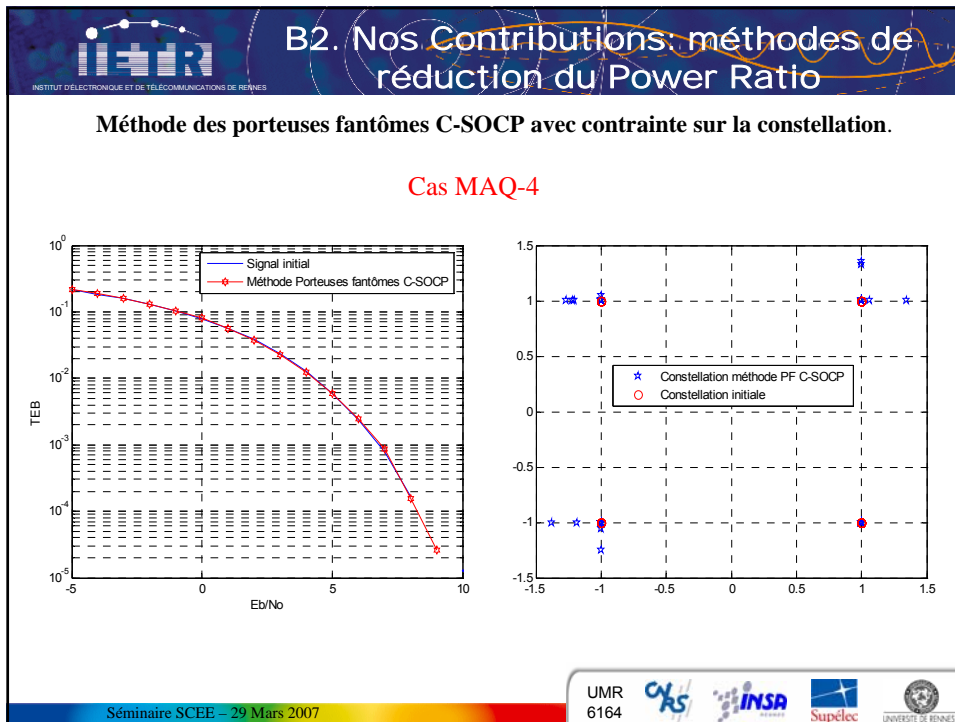 IETR
INSTITUT D'ÉLECTRONIQUE ET DE TÉLÉCOMMUNICATIONS DE RENNES
B2. Nos Contributions: méthodes de
réduction du Power Ratio
Méthode des porteuses fantômes C-SOCP avec contrainte sur la constellation.
Cas MAQ-4
10^0
10^-1
10^-2
10^-3
10^-4
10^-5
TEB
-5 0 5 10
Eb/No
Signal initial
Méthode Porteuses fantômes C-SOCP
1.5
1
0.5
0
-0.5
-1
-1.5
-1.5 -1 -0.5 0 0.5 1 1.5
Constellation méthode PF C-SOCP
Constellation initiale
Séminaire SCEE – 29 Mars 2007
UMR
6164
CNRS
INSA
RENNES
Supélec
UNIVERSITÉ DE RENNES